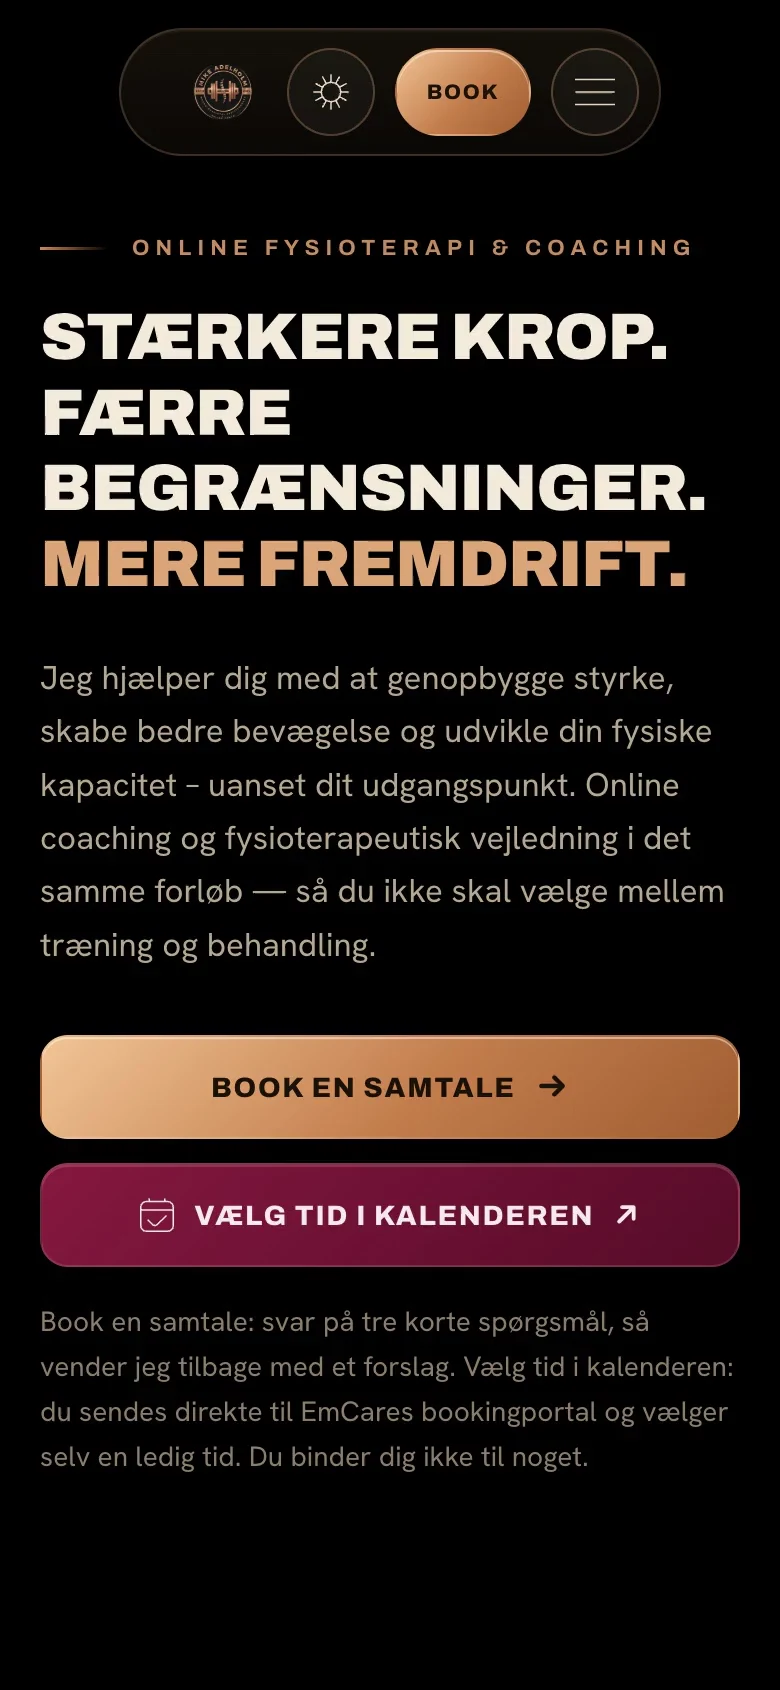 MIKE ADELHOLM
BOOK
ONLINE FYSIOTERAPI & COACHING
STÆRKERE KROP.
FÆRRE
BEGRÆNSNINGER.
MERE FREMDRIFT.
Jeg hjælper dig med at genopbygge styrke,
skabe bedre bevægelse og udvikle din fysiske
kapacitet – uanset dit udgangspunkt. Online
coaching og fysioterapeutisk vejledning i det
samme forløb — så du ikke skal vælge mellem
træning og behandling.
BOOK EN SAMTALE →
VÆLG TID I KALENDEREN ↗
Book en samtale: svar på tre korte spørgsmål, så
vender jeg tilbage med et forslag. Vælg tid i kalenderen:
du sendes direkte til EmCares bookingportal og vælger
selv en ledig tid. Du binder dig ikke til noget.